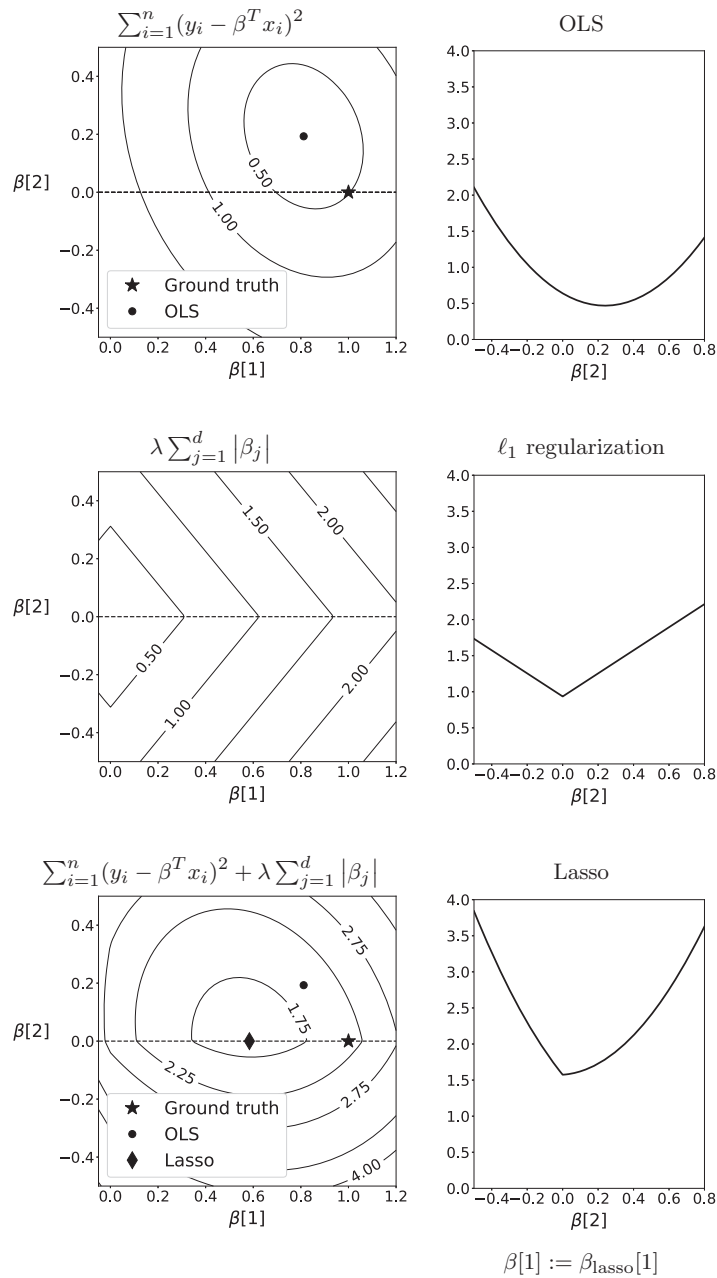 $\sum_{i=1}^{n}(y_i - \beta^T x_i)^2$
OLS
0.4
0.2
0.0
−0.2
−0.4
β[2]
0.50
1.00
Ground truth
OLS
0.0 0.2 0.4 0.6 0.8 1.0 1.2
β[1]
4.0
3.5
3.0
2.5
2.0
1.5
1.0
0.5
0.0
−0.4 −0.2 0.0 0.2 0.4 0.6 0.8
β[2]
$\lambda \sum_{j=1}^{d} |\beta_j|$
$\ell_1$ regularization
0.4
0.2
0.0
−0.2
−0.4
β[2]
1.50
2.00
0.50
1.00
2.00
0.0 0.2 0.4 0.6 0.8 1.0 1.2
β[1]
4.0
3.5
3.0
2.5
2.0
1.5
1.0
0.5
0.0
−0.4 −0.2 0.0 0.2 0.4 0.6 0.8
β[2]
$\sum_{i=1}^{n}(y_i - \beta^T x_i)^2 + \lambda \sum_{j=1}^{d} |\beta_j|$
Lasso
0.4
0.2
0.0
−0.2
−0.4
β[2]
2.75
1.75
2.25
2.75
4.00
Ground truth
OLS
Lasso
0.0 0.2 0.4 0.6 0.8 1.0 1.2
β[1]
4.0
3.5
3.0
2.5
2.0
1.5
1.0
0.5
0.0
−0.4 −0.2 0.0 0.2 0.4 0.6 0.8
β[2]
$\beta[1] := \beta_{\text{lasso}}[1]$